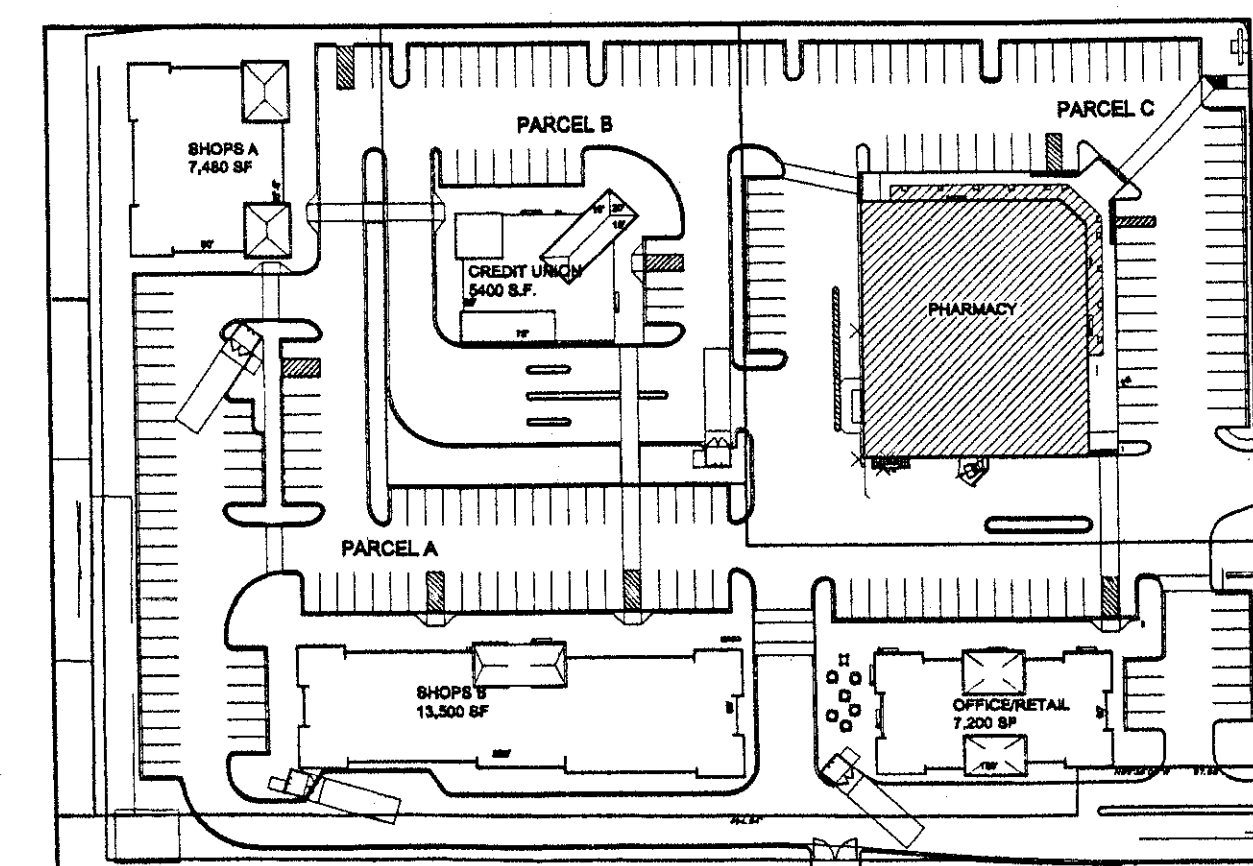 PARCEL B
PARCEL C
SHOPS A
7,480 SF
CREDIT UNION
5400 S.F.
PHARMACY
PARCEL A
SHOPS B
13,500 SF
OFFICE/RETAIL
7,200 SF